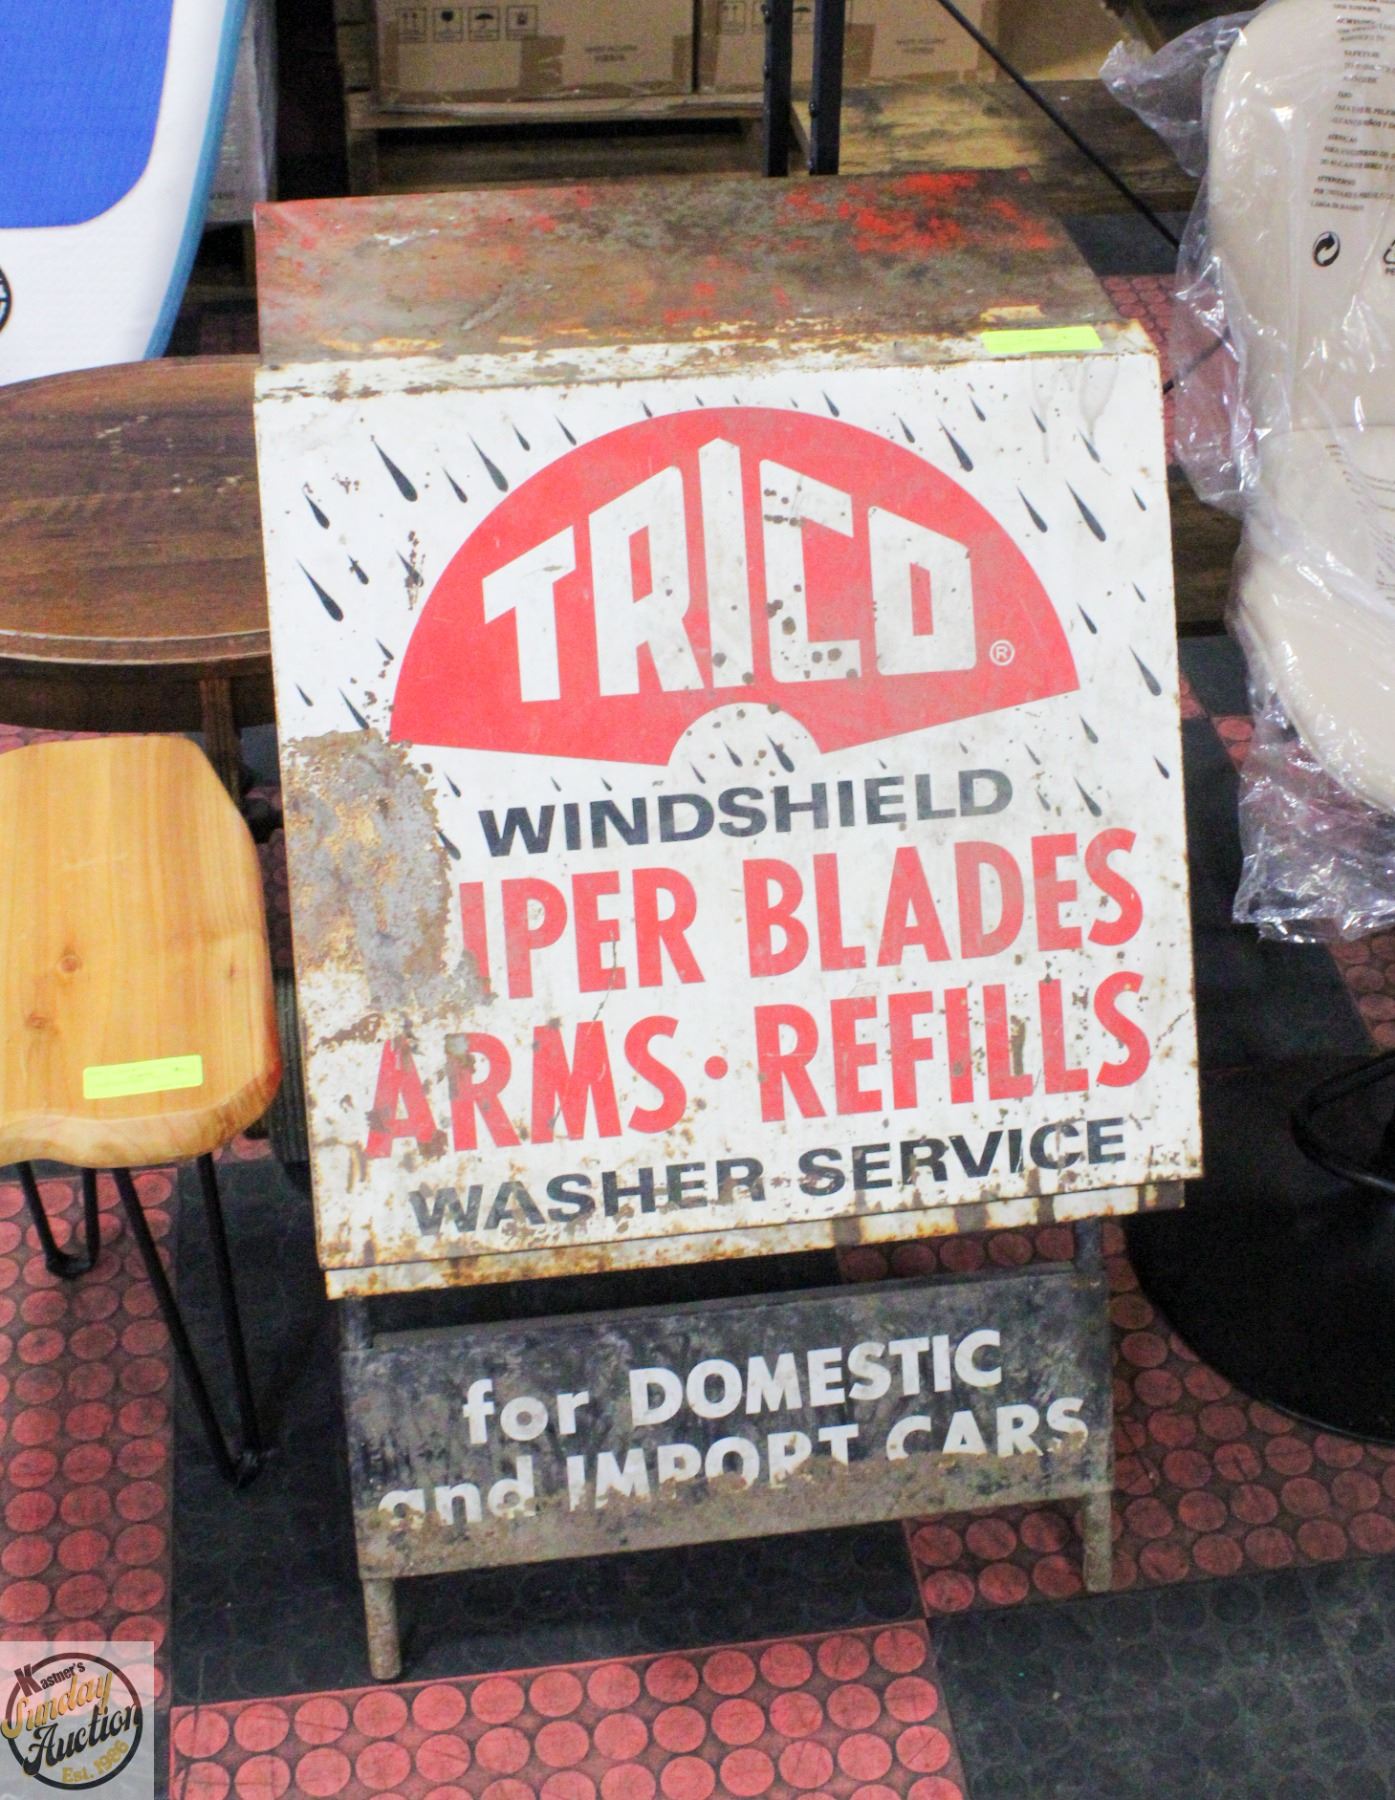 TRICO ®
WINDSHIELD
IPER BLADES
ARMS · REFILLS
WASHER SERVICE
for DOMESTIC
and IMPORT CARS
Kastner's
Sunday
Auction
Est. 1986